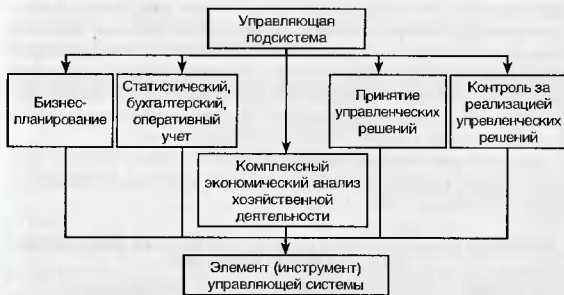 Управляющая
подсистема
Бизнес-
планирование
Статистический,
бухгалтерский,
оперативный
учет
Принятие
управленческих
решений
Контроль за
реализацией
упревленческих
решений
Комплексный
экономический анализ
хозяйственной
деятельности
Элемент (инструмент)
управляющей системы